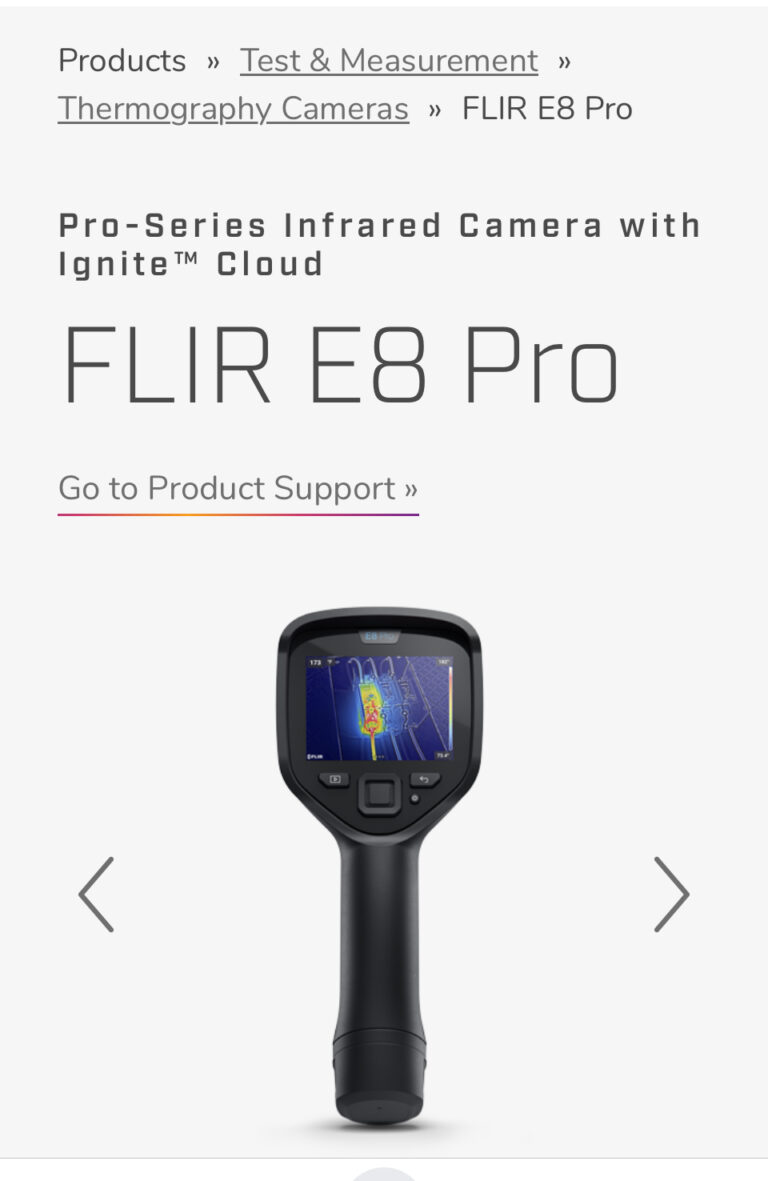 Products » Test & Measurement »
Thermography Cameras » FLIR E8 Pro
Pro-Series Infrared Camera with
Ignite™ Cloud
FLIR E8 Pro
Go to Product Support »
E8 PRO
173
FLIR